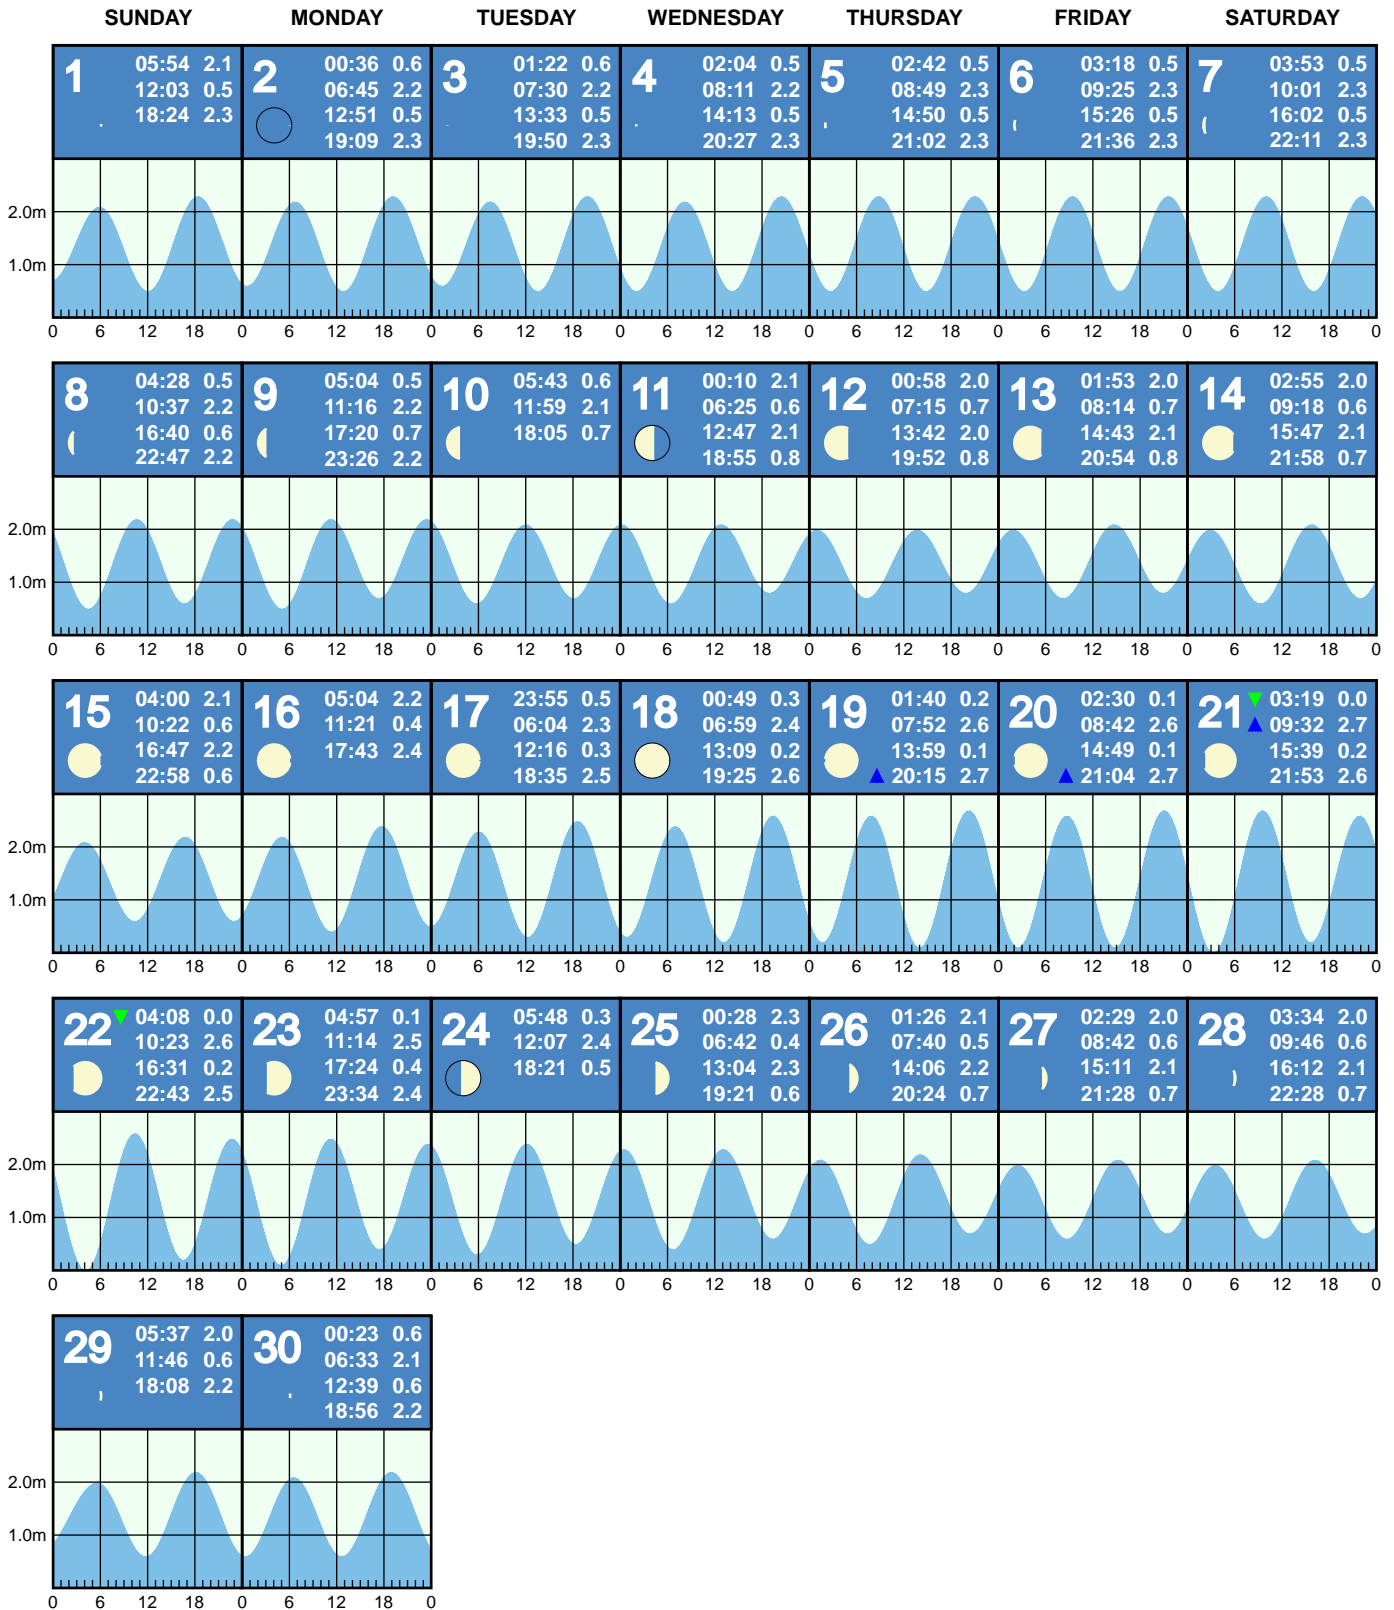 SUNDAY MONDAY TUESDAY WEDNESDAY THURSDAY FRIDAY SATURDAY
1 05:54 2.1
12:03 0.5
18:24 2.3
2 00:36 0.6
06:45 2.2
12:51 0.5
19:09 2.3
3 01:22 0.6
07:30 2.2
13:33 0.5
19:50 2.3
4 02:04 0.5
08:11 2.2
14:13 0.5
20:27 2.3
5 02:42 0.5
08:49 2.3
14:50 0.5
21:02 2.3
6 03:18 0.5
09:25 2.3
15:26 0.5
21:36 2.3
7 03:53 0.5
10:01 2.3
16:02 0.5
22:11 2.3
2.0m
1.0m
0 6 12 18 0 6 12 18 0 6 12 18 0 6 12 18 0 6 12 18 0 6 12 18 0 6 12 18 0
8 04:28 0.5
10:37 2.2
16:40 0.6
22:47 2.2
9 05:04 0.5
11:16 2.2
17:20 0.7
23:26 2.2
10 05:43 0.6
11:59 2.1
18:05 0.7
11 00:10 2.1
06:25 0.6
12:47 2.1
18:55 0.8
12 00:58 2.0
07:15 0.7
13:42 2.0
19:52 0.8
13 01:53 2.0
08:14 0.7
14:43 2.1
20:54 0.8
14 02:55 2.0
09:18 0.6
15:47 2.1
21:58 0.7
2.0m
1.0m
0 6 12 18 0 6 12 18 0 6 12 18 0 6 12 18 0 6 12 18 0 6 12 18 0 6 12 18 0
15 04:00 2.1
10:22 0.6
16:47 2.2
22:58 0.6
16 05:04 2.2
11:21 0.4
17:43 2.4
17 23:55 0.5
06:04 2.3
12:16 0.3
18:35 2.5
18 00:49 0.3
06:59 2.4
13:09 0.2
19:25 2.6
19 01:40 0.2
07:52 2.6
13:59 0.1
20:15 2.7
20 02:30 0.1
08:42 2.6
14:49 0.1
21:04 2.7
21 03:19 0.0
09:32 2.7
15:39 0.2
21:53 2.6
2.0m
1.0m
0 6 12 18 0 6 12 18 0 6 12 18 0 6 12 18 0 6 12 18 0 6 12 18 0 6 12 18 0
22 04:08 0.0
10:23 2.6
16:31 0.2
22:43 2.5
23 04:57 0.1
11:14 2.5
17:24 0.4
23:34 2.4
24 05:48 0.3
12:07 2.4
18:21 0.5
25 00:28 2.3
06:42 0.4
13:04 2.3
19:21 0.6
26 01:26 2.1
07:40 0.5
14:06 2.2
20:24 0.7
27 02:29 2.0
08:42 0.6
15:11 2.1
21:28 0.7
28 03:34 2.0
09:46 0.6
16:12 2.1
22:28 0.7
2.0m
1.0m
0 6 12 18 0 6 12 18 0 6 12 18 0 6 12 18 0 6 12 18 0 6 12 18 0 6 12 18 0
29 05:37 2.0
11:46 0.6
18:08 2.2
30 00:23 0.6
06:33 2.1
12:39 0.6
18:56 2.2
2.0m
1.0m
0 6 12 18 0 6 12 18 0